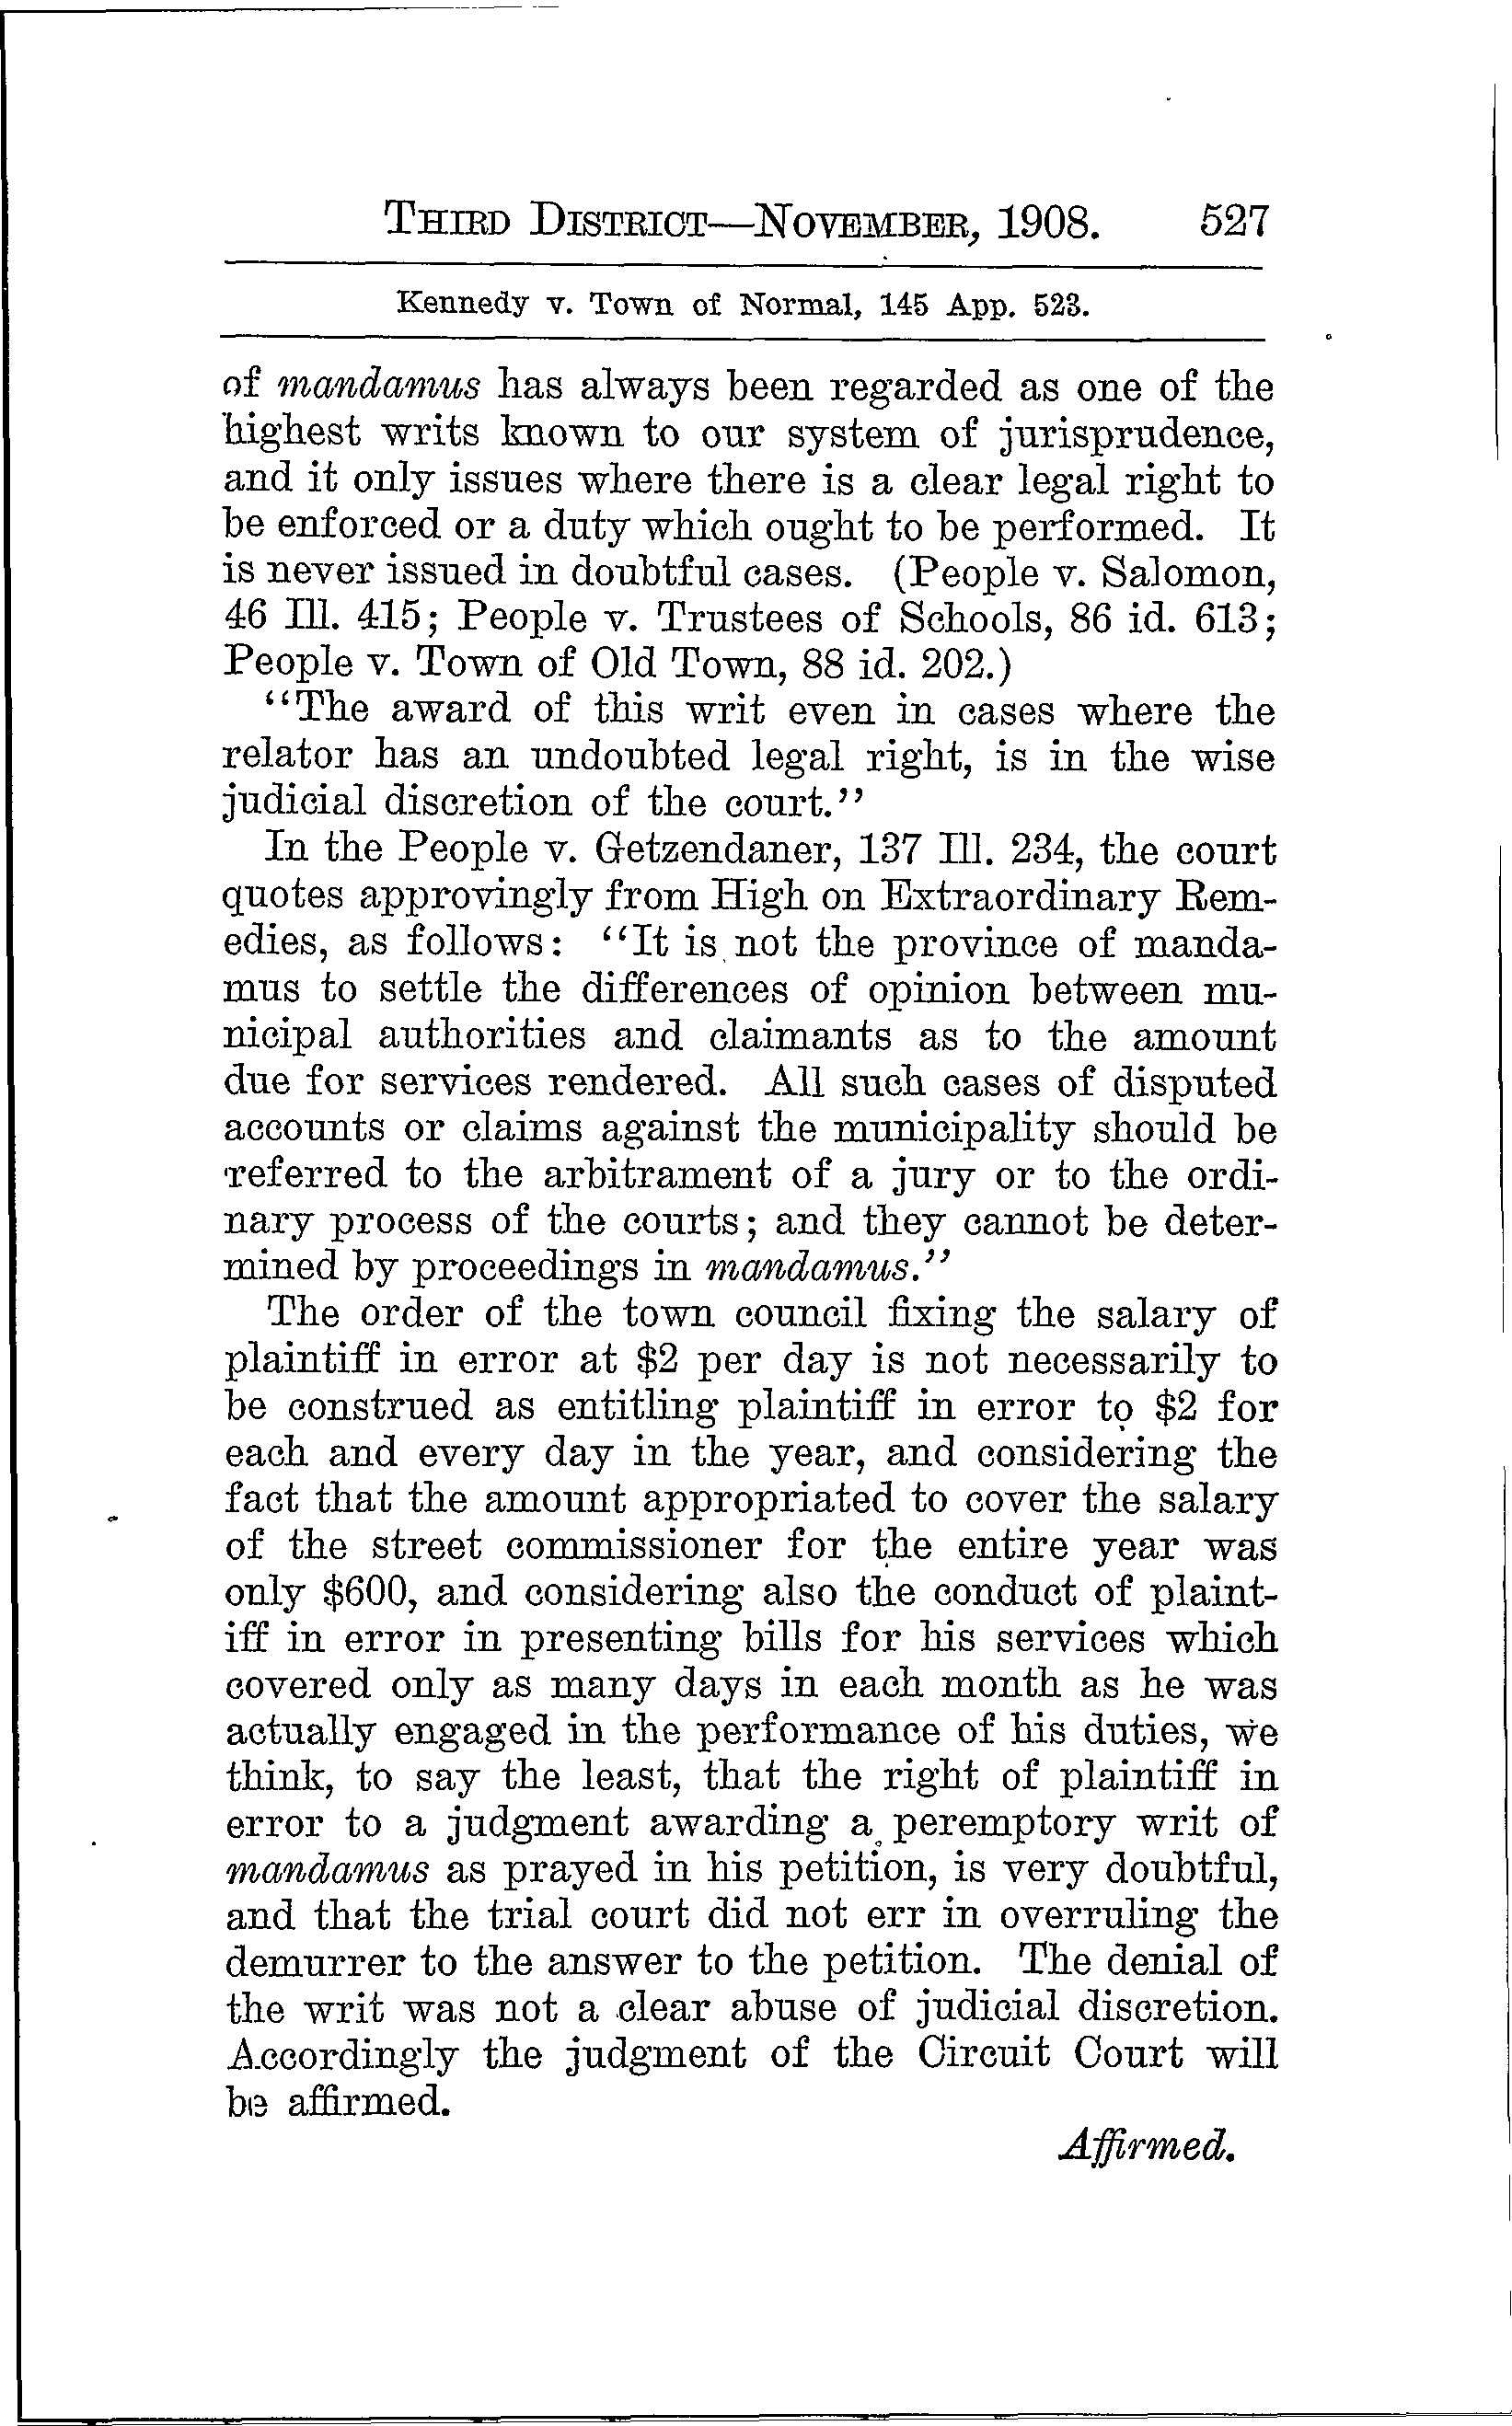 THIRD DISTRICT—NOVEMBER, 1908. 527
Kennedy v. Town of Normal, 145 App. 523.
of mandamus has always been regarded as one of the
highest writs known to our system of jurisprudence,
and it only issues where there is a clear legal right to
be enforced or a duty which ought to be performed. It
is never issued in doubtful cases. (People v. Salomon,
46 Ill. 415; People v. Trustees of Schools, 86 id. 613;
People v. Town of Old Town, 88 id. 202.)
“The award of this writ even in cases where the
relator has an undoubted legal right, is in the wise
judicial discretion of the court.”
In the People v. Getzendaner, 137 Ill. 234, the court
quotes approvingly from High on Extraordinary Rem-
edies, as follows: “It is not the province of manda-
mus to settle the differences of opinion between mu-
nicipal authorities and claimants as to the amount
due for services rendered. All such cases of disputed
accounts or claims against the municipality should be
referred to the arbitrament of a jury or to the ordi-
nary process of the courts; and they cannot be deter-
mined by proceedings in mandamus.”
The order of the town council fixing the salary of
plaintiff in error at $2 per day is not necessarily to
be construed as entitling plaintiff in error to $2 for
each and every day in the year, and considering the
fact that the amount appropriated to cover the salary
of the street commissioner for the entire year was
only $600, and considering also the conduct of plaint-
iff in error in presenting bills for his services which
covered only as many days in each month as he was
actually engaged in the performance of his duties, we
think, to say the least, that the right of plaintiff in
error to a judgment awarding a peremptory writ of
mandamus as prayed in his petition, is very doubtful,
and that the trial court did not err in overruling the
demurrer to the answer to the petition. The denial of
the writ was not a clear abuse of judicial discretion.
Accordingly the judgment of the Circuit Court will
be affirmed.
Affirmed.